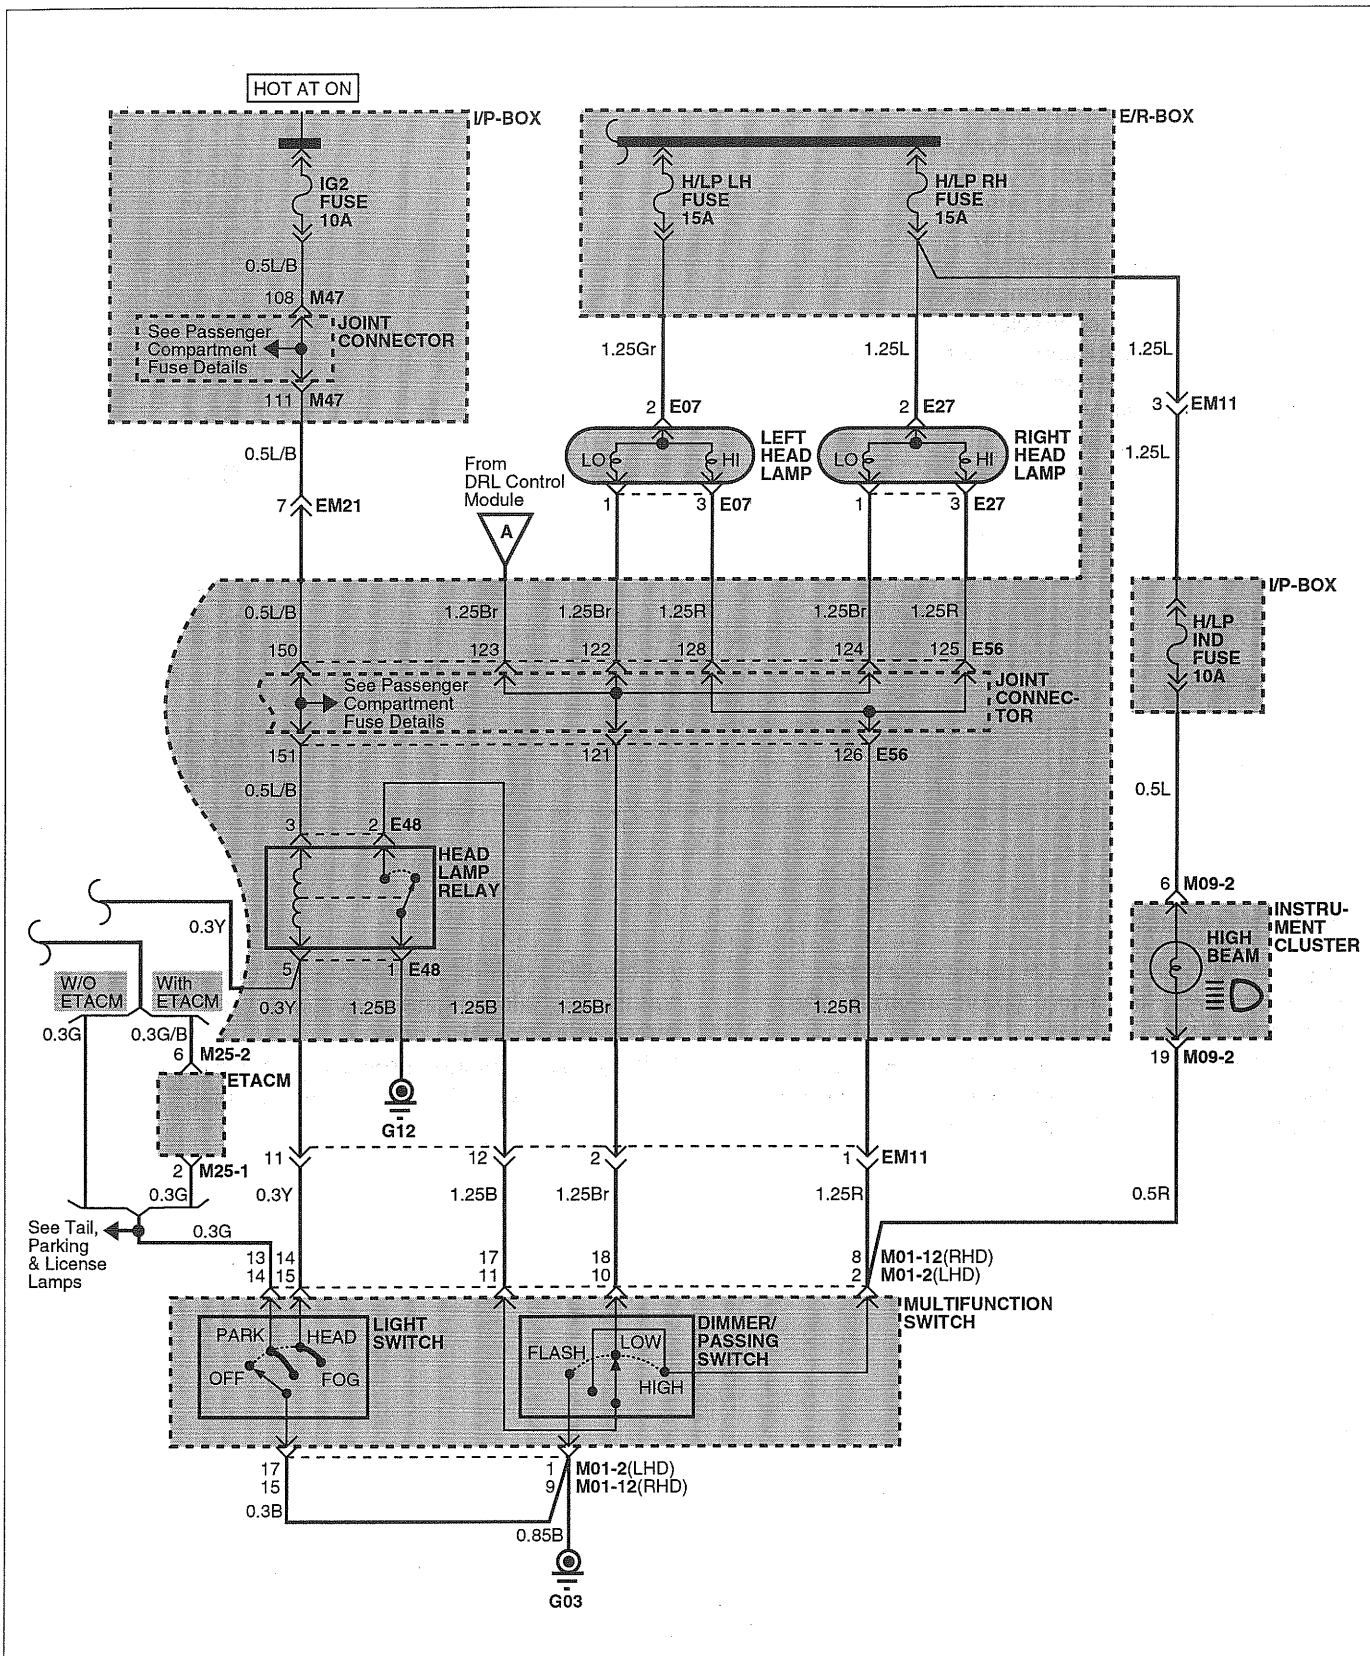 HOT AT ON
I/P-BOX
E/R-BOX
IG2
FUSE
10A
H/LP LH
FUSE
15A
H/LP RH
FUSE
15A
0.5L/B
108 M47
See Passenger
Compartment
Fuse Details
JOINT
CONNECTOR
111 M47
1.25Gr
1.25L
1.25L
2 E07
2 E27
3 EM11
0.5L/B
LO
HI
LEFT
HEAD
LAMP
LO
HI
RIGHT
HEAD
LAMP
1.25L
From
DRL Control
Module
A
7 EM21
1
3 E07
1
3 E27
I/P-BOX
0.5L/B
1.25Br
1.25Br
1.25R
1.25Br
1.25R
H/LP
IND
FUSE
10A
150
123
122
128
124
125 E56
See Passenger
Compartment
Fuse Details
JOINT
CONNEC-
TOR
151
121
126 E56
0.5L/B
0.5L
3
2 E48
HEAD
LAMP
RELAY
6 M09-2
0.3Y
INSTRU-
MENT
CLUSTER
HIGH
BEAM
5
1 E48
W/O
ETACM
With
ETACM
0.3Y
1.25B
1.25B
1.25Br
1.25R
0.3G
0.3G/B
6 M25-2
19 M09-2
ETACM
G12
2 M25-1
11
12
2
1 EM11
0.3G
0.3Y
1.25B
1.25Br
1.25R
0.5R
See Tail,
Parking
& License
Lamps
0.3G
13 14
17
18
8 M01-12(RHD)
14 15
11
10
2 M01-2(LHD)
MULTIFUNCTION
SWITCH
LIGHT
SWITCH
DIMMER/
PASSING
SWITCH
PARK
HEAD
OFF
FOG
FLASH
LOW
HIGH
17
1 M01-2(LHD)
15
9 M01-12(RHD)
0.3B
0.85B
G03